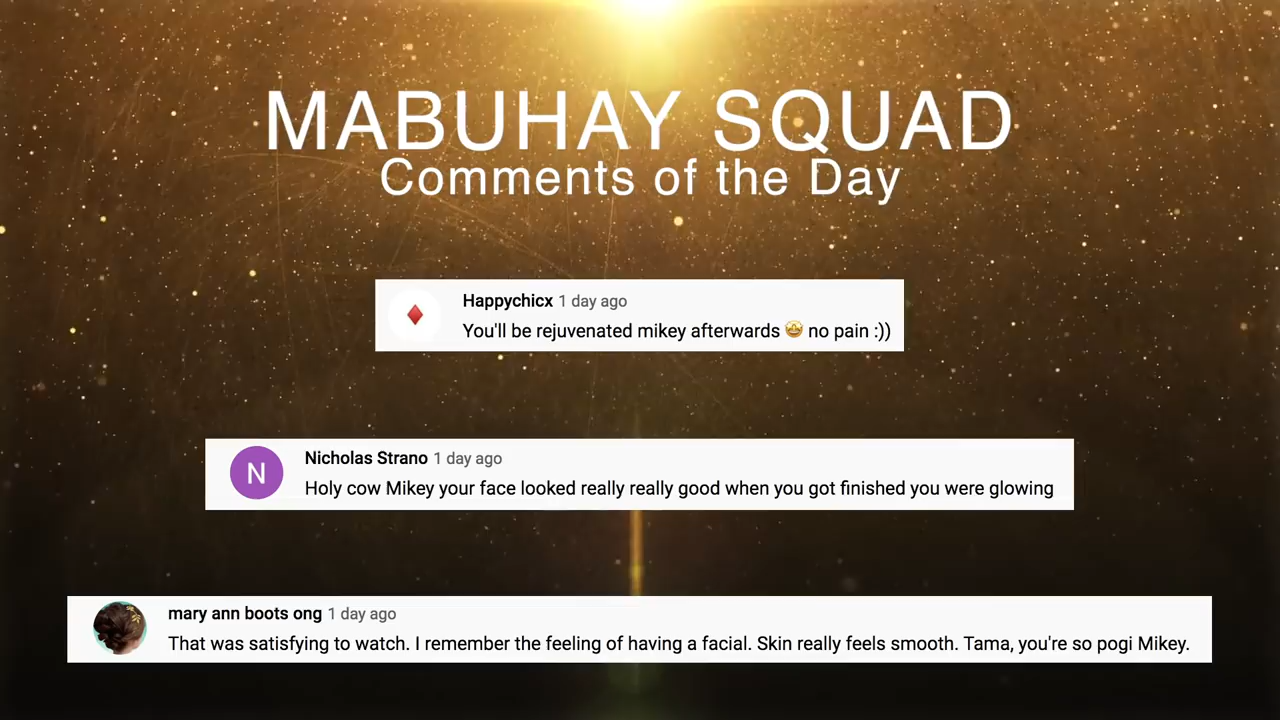 MABUHAY SQUAD
Comments of the Day
Happychicx 1 day ago
You'll be rejuvenated mikey afterwards 🤩 no pain :))
N
Nicholas Strano 1 day ago
Holy cow Mikey your face looked really really good when you got finished you were glowing
mary ann boots ong 1 day ago
That was satisfying to watch. I remember the feeling of having a facial. Skin really feels smooth. Tama, you're so pogi Mikey.